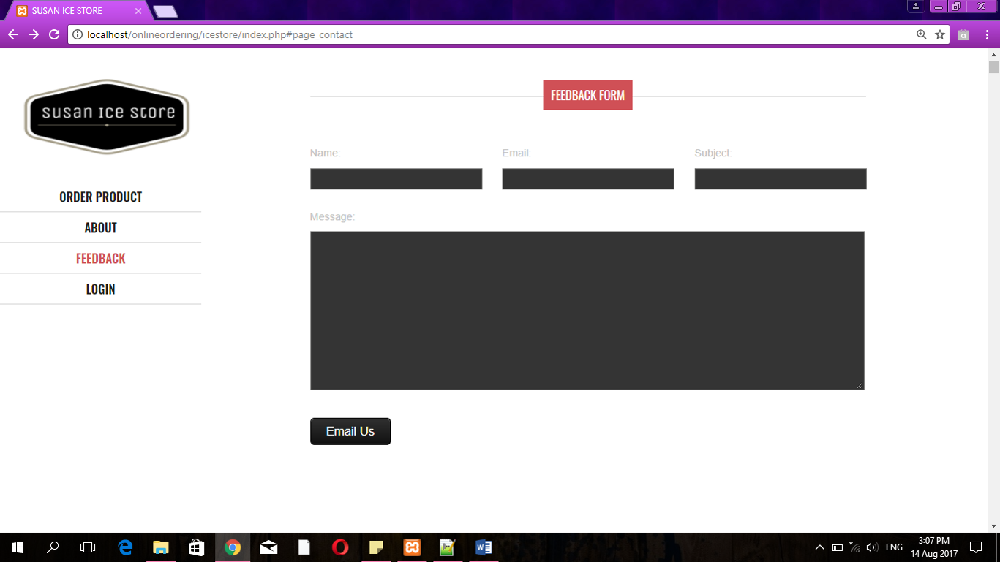 SUSAN ICE STORE
localhost/onlineordering/icestore/index.php#page_contact
susan ice store
ORDER PRODUCT
ABOUT
FEEDBACK
LOGIN
FEEDBACK FORM
Name:
Email:
Subject:
Message:
Email Us
ENG
3:07 PM
14 Aug 2017